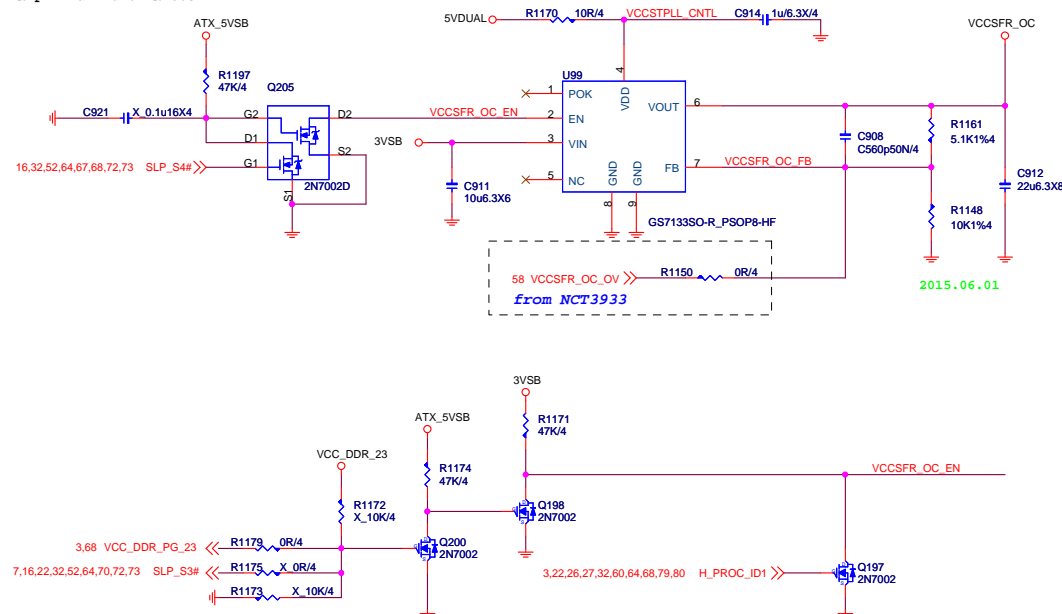 ATX_5VSB
R1197
47K/4
Q205
C921
X_0.1u16X4
G2
D2
D1
S2
G1
S1
2N7002D
16,32,52,64,67,68,72,73 SLP_S4#
VCCSFR_OC_EN
5VDUAL
R1170
10R/4
VCCSTPLL_CNTL
C914
1u/6.3X/4
VCCSFR_OC
U99
4
VDD
1
POK
2
EN
3
VIN
5
NC
VOUT
6
FB
7
GND
GND
8
9
GS7133SO-R_PSOP8-HF
3VSB
C911
10u6.3X6
C908
C560p50N/4
R1161
5.1K1%4
VCCSFR_OC_FB
C912
22u6.3X8
R1148
10K1%4
58 VCCSFR_OC_OV
R1150
0R/4
from NCT3933
2015.06.01
3VSB
R1171
47K/4
ATX_5VSB
R1174
47K/4
VCC_DDR_23
R1172
X_10K/4
VCCSFR_OC_EN
Q198
2N7002
Q200
2N7002
3,68 VCC_DDR_PG_23
R1179
0R/4
7,16,22,32,52,64,70,72,73 SLP_S3#
R1175
X_0R/4
R1173
X_10K/4
3,22,26,27,32,60,64,68,79,80 H_PROC_ID1
Q197
2N7002